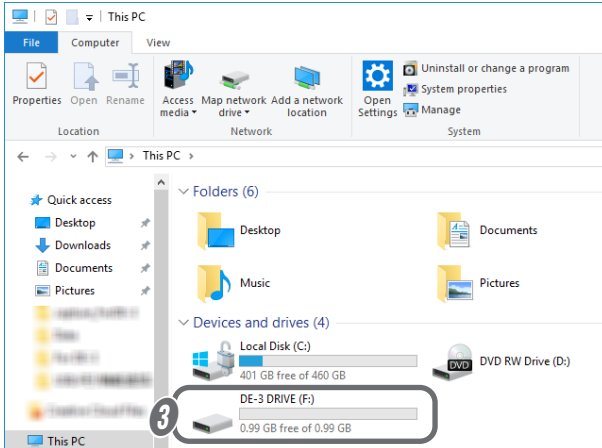 This PC
File Computer View
Properties Open Rename Access media Map network drive Add a network location Open Settings Uninstall or change a program
System properties
Manage
Location Network System
This PC
Quick access
Desktop
Downloads
Documents
Pictures
This PC
Folders (6)
Desktop Documents
Music Pictures
Devices and drives (4)
Local Disk (C:)
401 GB free of 460 GB
DVD RW Drive (D:)
DVD
3
DE-3 DRIVE (F:)
0.99 GB free of 0.99 GB